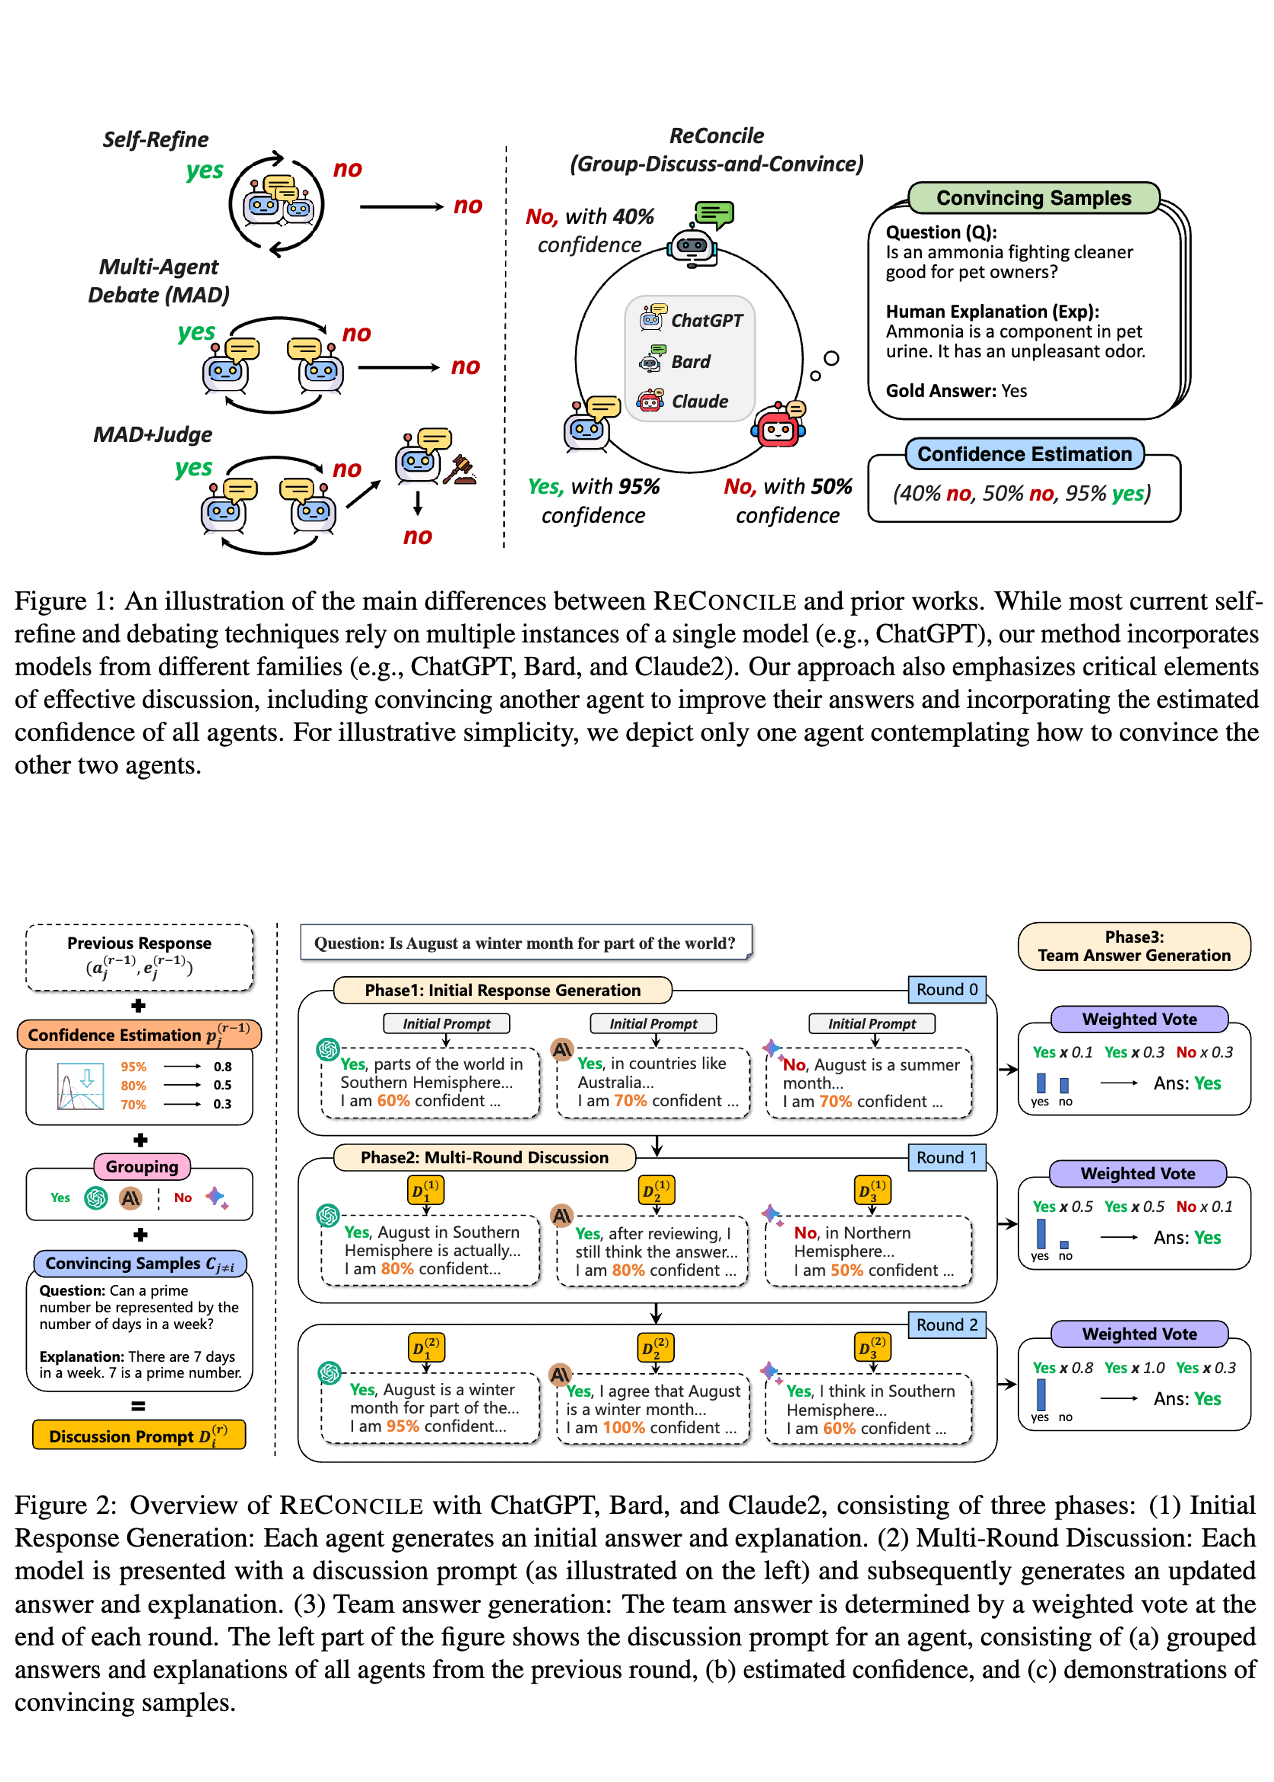 Self-Refine
yes
no
no
Multi-Agent
Debate (MAD)
yes
no
no
MAD+Judge
yes
no
no
ReConcile
(Group-Discuss-and-Convince)
No, with 40%
confidence
ChatGPT
Bard
Claude
Yes, with 95%
confidence
No, with 50%
confidence
Convincing Samples
Question (Q):
Is an ammonia fighting cleaner
good for pet owners?
Human Explanation (Exp):
Ammonia is a component in pet
urine. It has an unpleasant odor.
Gold Answer: Yes
Confidence Estimation
(40% no, 50% no, 95% yes)
Figure 1: An illustration of the main differences between RECONCILE and prior works. While most current self-
refine and debating techniques rely on multiple instances of a single model (e.g., ChatGPT), our method incorporates
models from different families (e.g., ChatGPT, Bard, and Claude2). Our approach also emphasizes critical elements
of effective discussion, including convincing another agent to improve their answers and incorporating the estimated
confidence of all agents. For illustrative simplicity, we depict only one agent contemplating how to convince the
other two agents.
Previous Response
(a_j^(r−1), e_j^(r−1))
+
Confidence Estimation p_j^(r−1)
95% 0.8
80% 0.5
70% 0.3
+
Grouping
Yes No
+
Convincing Samples C_j≠i
Question: Can a prime
number be represented by the
number of days in a week?
Explanation: There are 7 days
in a week. 7 is a prime number.
=
Discussion Prompt D_i^(r)
Question: Is August a winter month for part of the world?
Phase1: Initial Response Generation
Round 0
Initial Prompt
Yes, parts of the world in
Southern Hemisphere...
I am 60% confident ...
Initial Prompt
Yes, in countries like
Australia...
I am 70% confident ...
Initial Prompt
No, August is a summer
month...
I am 70% confident ...
Phase2: Multi-Round Discussion
Round 1
D_1^(1)
Yes, August in Southern
Hemisphere is actually...
I am 80% confident...
D_2^(1)
Yes, after reviewing, I
still think the answer...
I am 80% confident ...
D_3^(1)
No, in Northern
Hemisphere...
I am 50% confident ...
Round 2
D_1^(2)
Yes, August is a winter
month for part of the...
I am 95% confident...
D_2^(2)
Yes, I agree that August
is a winter month...
I am 100% confident ...
D_3^(2)
Yes, I think in Southern
Hemisphere...
I am 60% confident ...
Phase3:
Team Answer Generation
Weighted Vote
Yes x 0.1 Yes x 0.3 No x 0.3
Ans: Yes
yes no
Weighted Vote
Yes x 0.5 Yes x 0.5 No x 0.1
Ans: Yes
yes no
Weighted Vote
Yes x 0.8 Yes x 1.0 Yes x 0.3
Ans: Yes
yes no
Figure 2: Overview of RECONCILE with ChatGPT, Bard, and Claude2, consisting of three phases: (1) Initial
Response Generation: Each agent generates an initial answer and explanation. (2) Multi-Round Discussion: Each
model is presented with a discussion prompt (as illustrated on the left) and subsequently generates an updated
answer and explanation. (3) Team answer generation: The team answer is determined by a weighted vote at the
end of each round. The left part of the figure shows the discussion prompt for an agent, consisting of (a) grouped
answers and explanations of all agents from the previous round, (b) estimated confidence, and (c) demonstrations of
convincing samples.